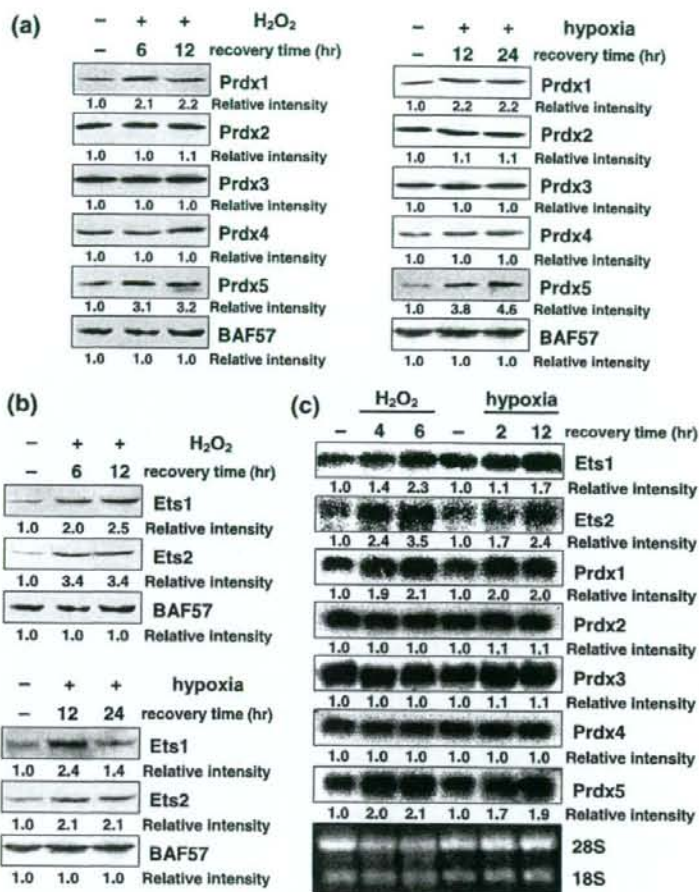 (a)
− + + H₂O₂
− 6 12 recovery time (hr)
Prdx1
1.0 2.1 2.2 Relative intensity
Prdx2
1.0 1.0 1.1 Relative intensity
Prdx3
1.0 1.0 1.0 Relative intensity
Prdx4
1.0 1.0 1.0 Relative intensity
Prdx5
1.0 3.1 3.2 Relative intensity
BAF57
1.0 1.0 1.0 Relative intensity
− + + hypoxia
− 12 24 recovery time (hr)
Prdx1
1.0 2.2 2.2 Relative intensity
Prdx2
1.0 1.1 1.1 Relative intensity
Prdx3
1.0 1.0 1.0 Relative intensity
Prdx4
1.0 1.0 1.0 Relative intensity
Prdx5
1.0 3.8 4.6 Relative intensity
BAF57
1.0 1.0 1.0 Relative intensity
(b)
− + + H₂O₂
− 6 12 recovery time (hr)
Ets1
1.0 2.0 2.5 Relative intensity
Ets2
1.0 3.4 3.4 Relative intensity
BAF57
1.0 1.0 1.0 Relative intensity
− + + hypoxia
− 12 24 recovery time (hr)
Ets1
1.0 2.4 1.4 Relative intensity
Ets2
1.0 2.1 2.1 Relative intensity
BAF57
1.0 1.0 1.0 Relative intensity
(c)
H₂O₂ hypoxia
− 4 6 − 2 12 recovery time (hr)
Ets1
1.0 1.4 2.3 1.0 1.1 1.7 Relative intensity
Ets2
1.0 2.4 3.5 1.0 1.7 2.4 Relative intensity
Prdx1
1.0 1.9 2.1 1.0 2.0 2.0 Relative intensity
Prdx2
1.0 1.0 1.0 1.0 1.1 1.1 Relative intensity
Prdx3
1.0 1.0 1.0 1.0 1.1 1.1 Relative intensity
Prdx4
1.0 1.0 1.0 1.0 1.0 1.0 Relative intensity
Prdx5
1.0 2.0 2.1 1.0 1.7 1.9 Relative intensity
28S
18S